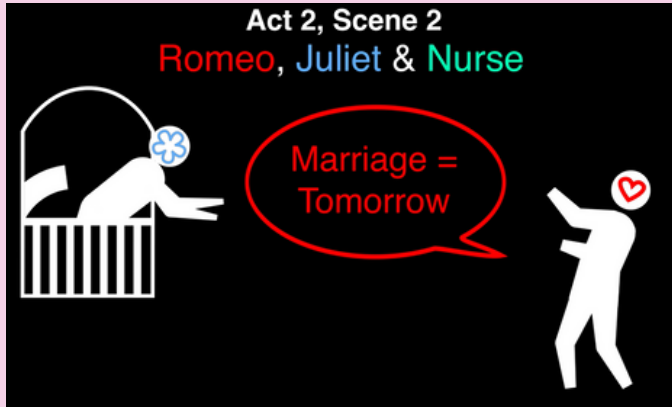 Act 2, Scene 2
Romeo, Juliet & Nurse
Marriage =
Tomorrow